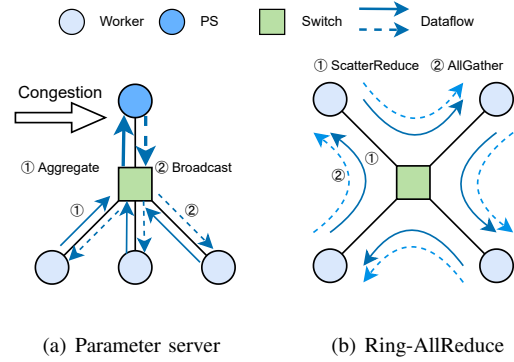 Worker PS Switch Dataflow
Congestion
① Aggregate ② Broadcast
① ②
① ScatterReduce ② AllGather
①
②
(a) Parameter server (b) Ring-AllReduce